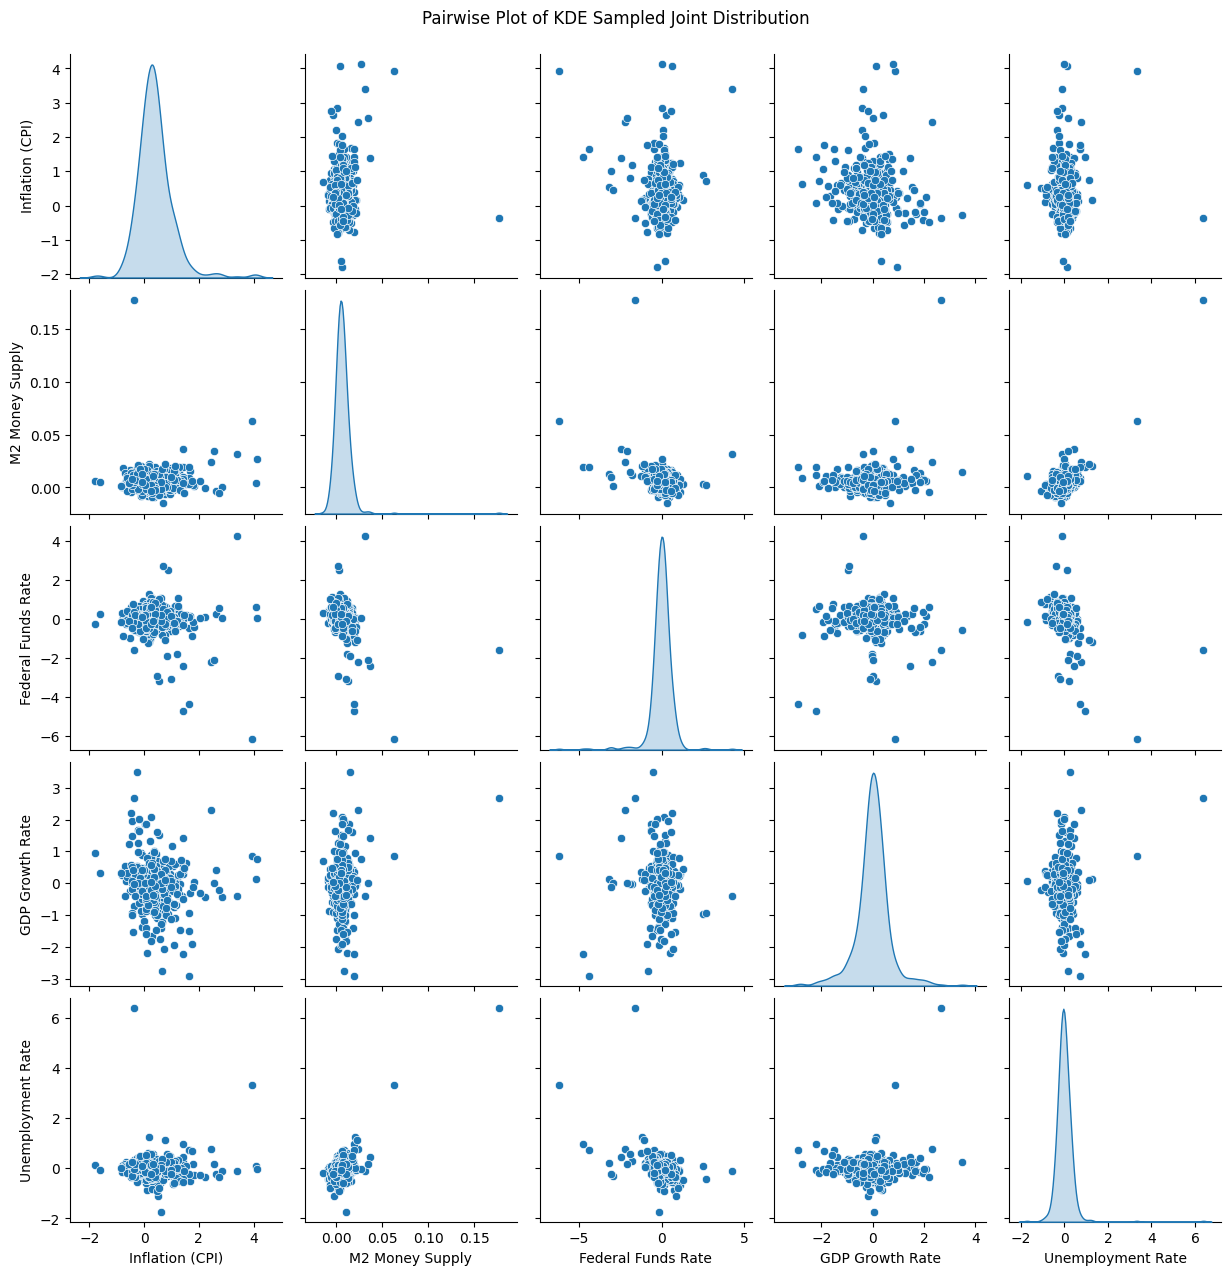 Pairwise Plot of KDE Sampled Joint Distribution
Inflation (CPI)
4
3
2
1
0
−1
−2
M2 Money Supply
0.15
0.10
0.05
0.00
Federal Funds Rate
4
2
0
−2
−4
−6
GDP Growth Rate
3
2
1
0
−1
−2
−3
Unemployment Rate
6
4
2
0
−2
−2 0 2 4
0.00 0.05 0.10 0.15
−5 0 5
−2 0 2 4
−2 0 2 4 6
Inflation (CPI)
M2 Money Supply
Federal Funds Rate
GDP Growth Rate
Unemployment Rate